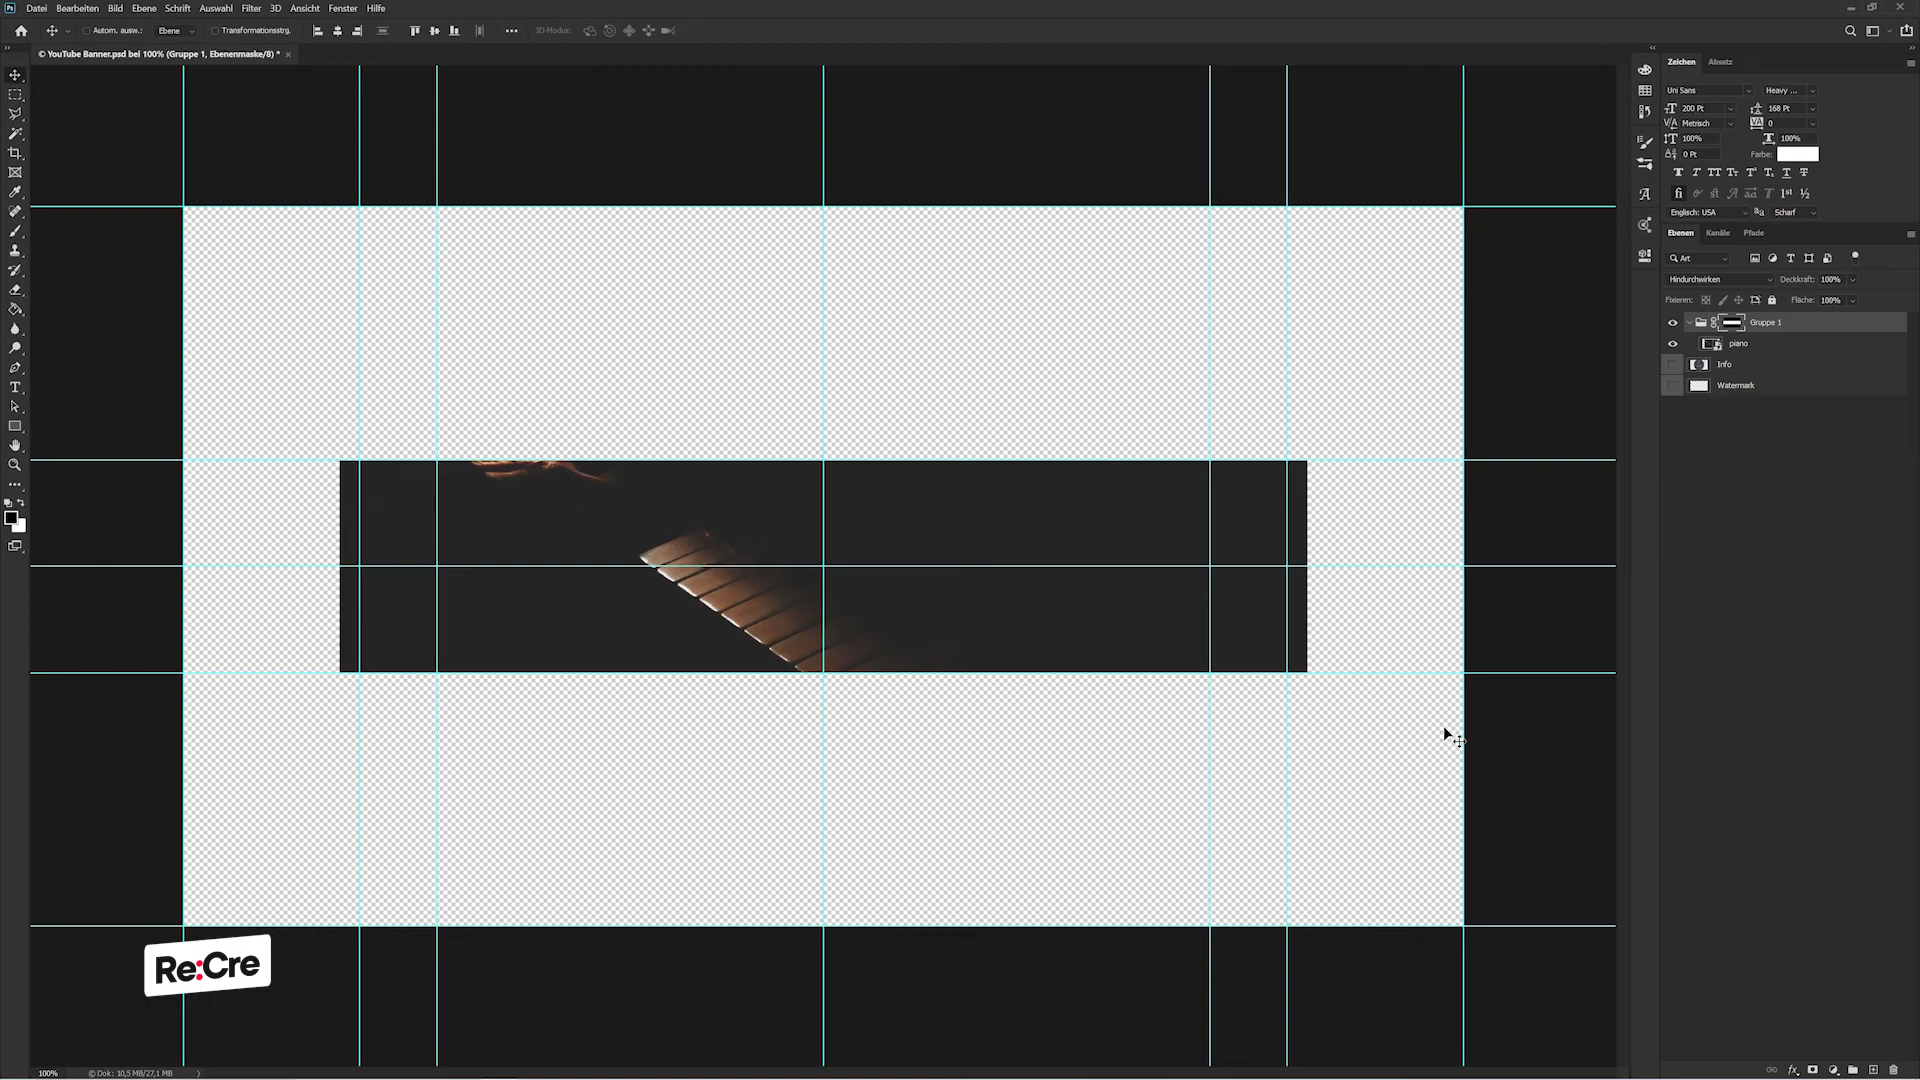 Ps Datei Bearbeiten Bild Ebene Schrift Auswahl Filter 3D Ansicht Fenster Hilfe
Autom. ausw.: Ebene Transformationsstrg. 3D-Modus:
© YouTube Banner.psd bei 100% (Gruppe 1, Ebenenmaske/8) *
Zeichen Absatz
Uni Sans Heavy ...
200 Pt 168 Pt
Metrisch 0
100% 100%
0 Pt Farbe:
Englisch: USA Scharf
Ebenen Kanäle Pfade
Art
Hindurchwirken Deckkraft: 100%
Fixieren: Fläche: 100%
Gruppe 1
piano
Info
Watermark
Re:Cre
100% © Dok: 10,5 MB/27,1 MB